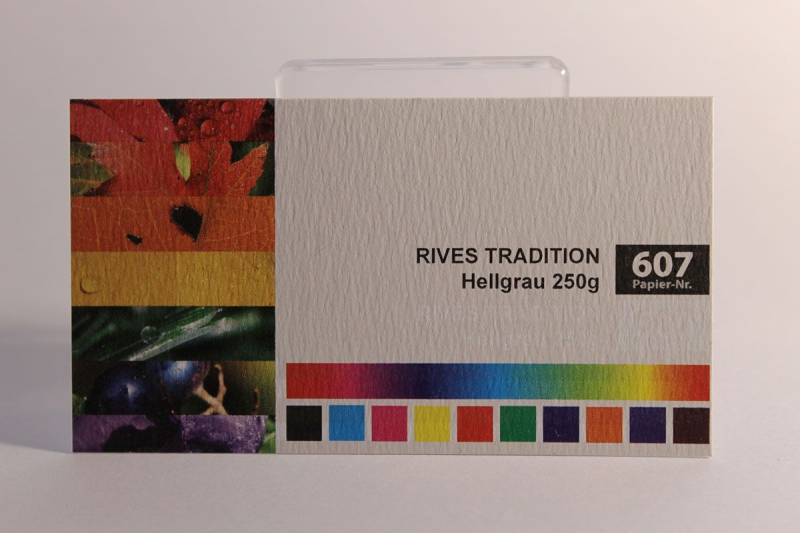 RIVES TRADITION
Hellgrau 250g
607
Papier-Nr.